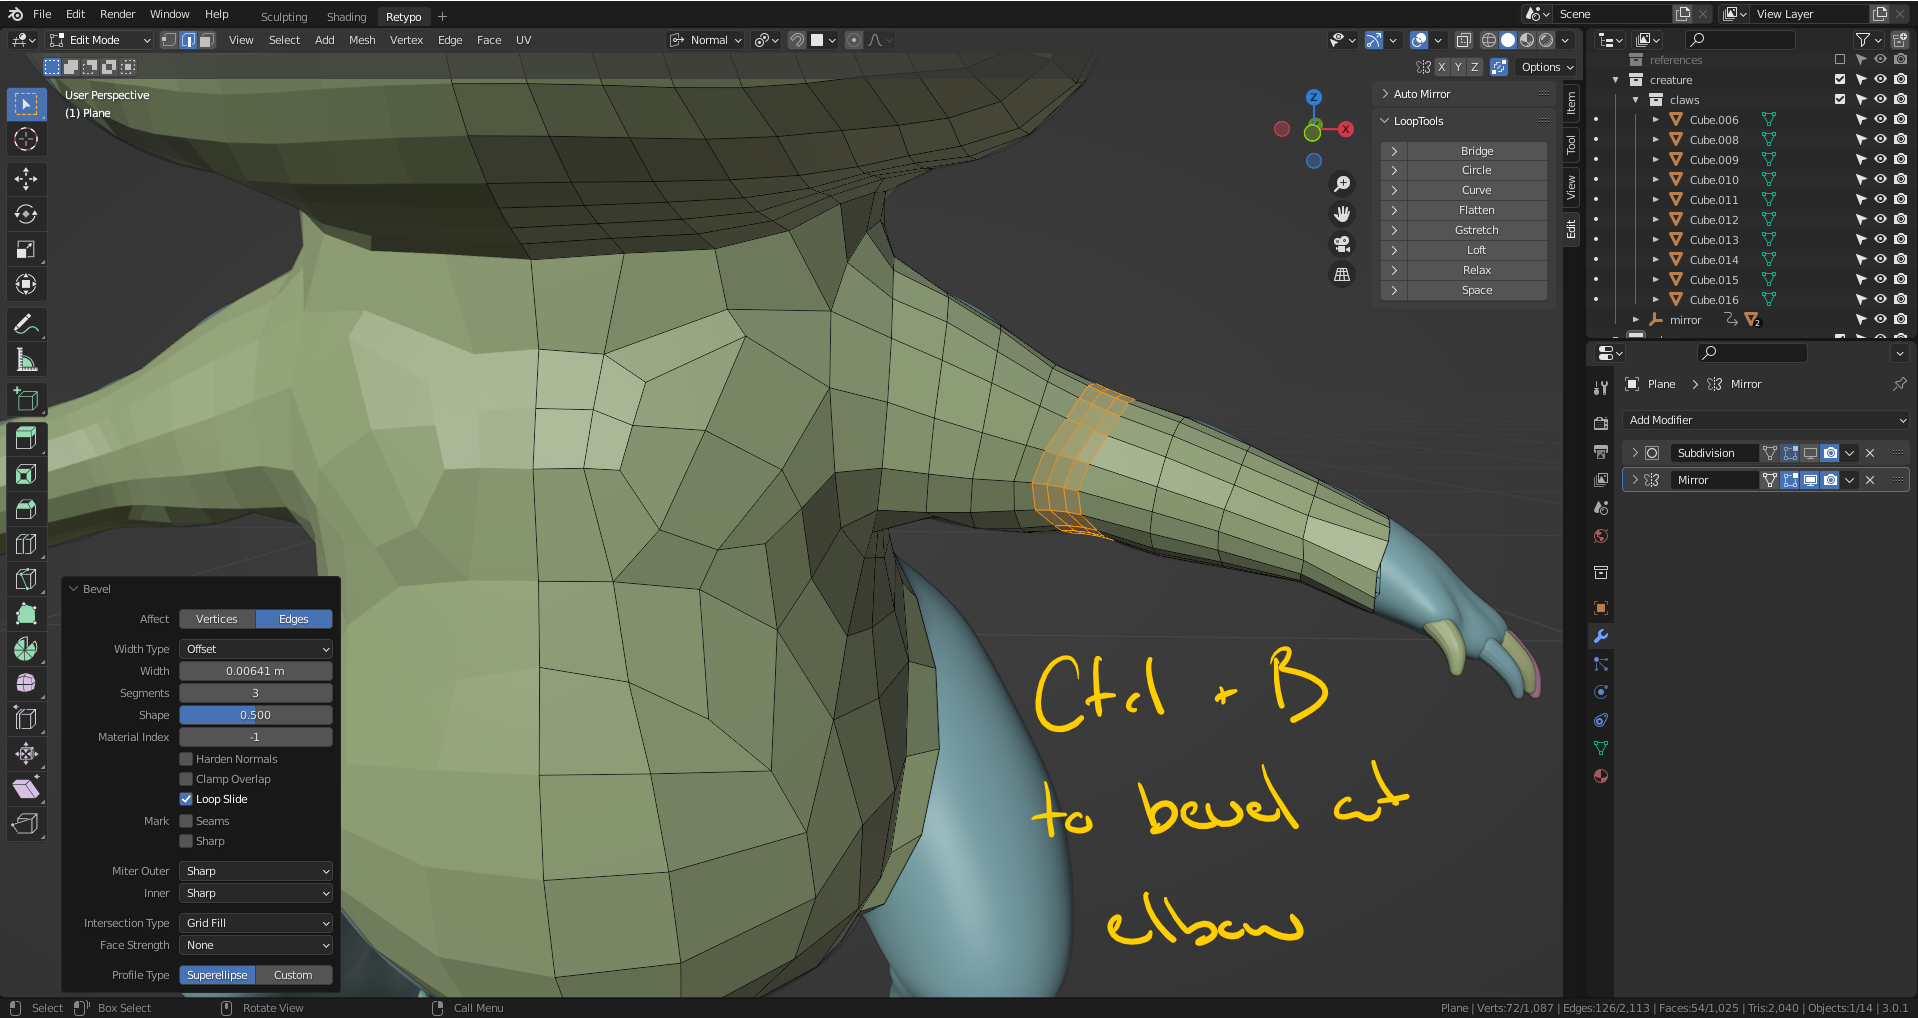 File Edit Render Window Help Sculpting Shading Retypo + Scene View Layer
Edit Mode View Select Add Mesh Vertex Edge Face UV Normal
X Y Z Options
User Perspective
(1) Plane
Z
X
Auto Mirror
LoopTools
Bridge
Circle
Curve
Flatten
Gstretch
Loft
Relax
Space
Item
Tool
View
Edit
references
creature
claws
Cube.006
Cube.008
Cube.009
Cube.010
Cube.011
Cube.012
Cube.013
Cube.014
Cube.015
Cube.016
mirror 2
Plane > Mirror
Add Modifier
Subdivision
Mirror
Bevel
Affect Vertices Edges
Width Type Offset
Width 0.00641 m
Segments 3
Shape 0.500
Material Index -1
Harden Normals
Clamp Overlap
Loop Slide
Mark Seams
Sharp
Miter Outer Sharp
Inner Sharp
Intersection Type Grid Fill
Face Strength None
Profile Type Superellipse Custom
Ctrl + B
to bevel at
elbow
Select Box Select Rotate View Call Menu Plane | Verts:72/1,087 | Edges:126/2,113 | Faces:54/1,025 | Tris:2,040 | Objects:1/14 | 3.0.1